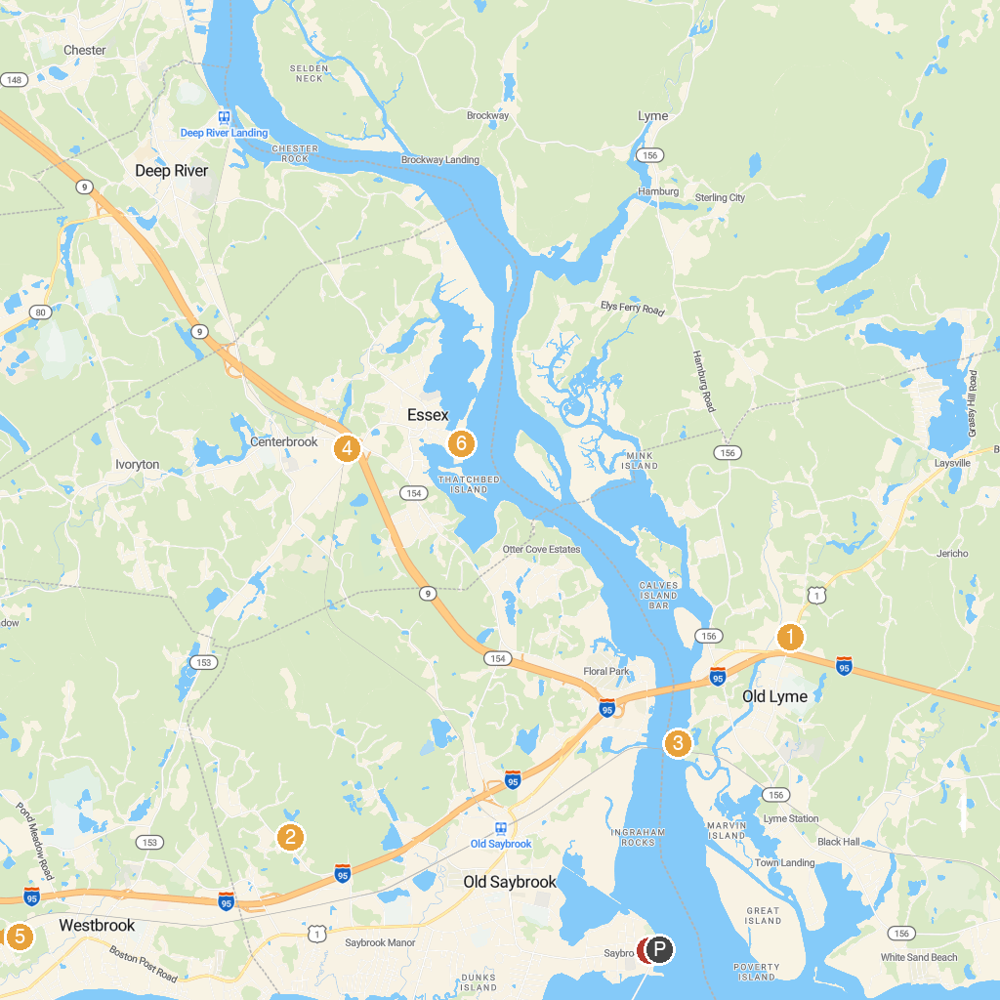 Chester
SELDEN
NECK
148
Brockway
Lyme
Deep River Landing
CHESTER
ROCK
Brockway Landing
156
Deep River
9
Hamburg
Sterling City
80
Elys Ferry Road
9
Hamburg Road
Grassy Hill Road
Essex
Centerbrook
4
6
156
Ivoryton
MINK
ISLAND
Laysville
B
THATCHBED
ISLAND
154
Otter Cove Estates
Jericho
CALVES
ISLAND
BAR
9
1
dow
156
1
153
154
95
95
Floral Park
Old Lyme
95
3
95
156
Pond Meadow Road
Lyme Station
2
153
Old Saybrook
INGRAHAM
ROCKS
MARVIN
ISLAND
Black Hall
Town Landing
95
Old Saybrook
95
95
GREAT
ISLAND
Westbrook
5
1
156
Saybrook Manor
Boston Post Road
Saybro
P
White Sand Beach
DUNKS
ISLAND
POVERTY
ISLAND